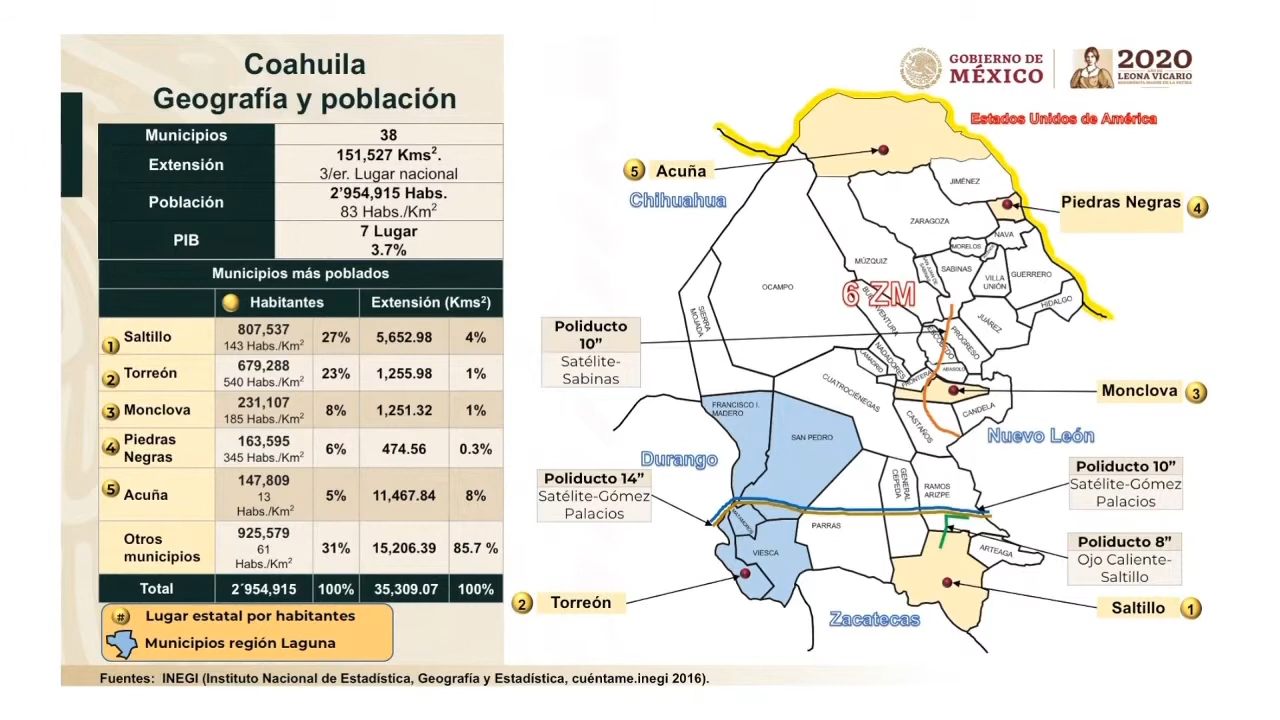 Coahuila
Geografía y población
Municipios 38
Extensión 151,527 Kms².
3/er. Lugar nacional
Población 2’954,915 Habs.
83 Habs./Km²
PIB 7 Lugar
3.7%
Municipios más poblados
Habitantes Extensión (Kms²)
1 Saltillo 807,537 27% 5,652.98 4%
143 Habs./Km²
2 Torreón 679,288 23% 1,255.98 1%
540 Habs./Km²
3 Monclova 231,107 8% 1,251.32 1%
185 Habs./Km²
4 Piedras Negras 163,595 6% 474.56 0.3%
345 Habs./Km²
5 Acuña 147,809 5% 11,467.84 8%
13
Habs./Km²
Otros municipios 925,579 31% 15,206.39 85.7 %
61
Habs./Km²
Total 2´954,915 100% 35,309.07 100%
# Lugar estatal por habitantes
Municipios región Laguna
Fuentes: INEGI (Instituto Nacional de Estadística, Geografía y Estadística, cuéntame.inegi 2016).
GOBIERNO DE
MÉXICO
2020
LEONA VICARIO
Estados Unidos de América
5 Acuña
Chihuahua
JIMÉNEZ
Piedras Negras 4
ZARAGOZA
NAVA
MORELOS
MÚZQUIZ
SAN JUAN DE
SABINAS
SABINAS
VILLA
UNIÓN
GUERRERO
HIDALGO
OCAMPO
6 ZM
BUENAVENTURA
SIERRA
MOJADA
JUÁREZ
PROGRESO
ESCOBEDO
Poliducto
10”
Satélite-
Sabinas
NADADORES
LAMADRID
ABASOLO
FRONTERA
CUATROCIÉNEGAS
Monclova 3
CANDELA
CASTAÑOS
Nuevo León
FRANCISCO I.
MADERO
SAN PEDRO
Durango
Poliducto 14”
Satélite-Gómez
Palacios
GENERAL
CEPEDA
RAMOS
ARIZPE
Poliducto 10”
Satélite-Gómez
Palacios
MATAMOROS
PARRAS
VIESCA
ARTEAGA
Poliducto 8”
Ojo Caliente-
Saltillo
2 Torreón
Zacatecas
Saltillo 1